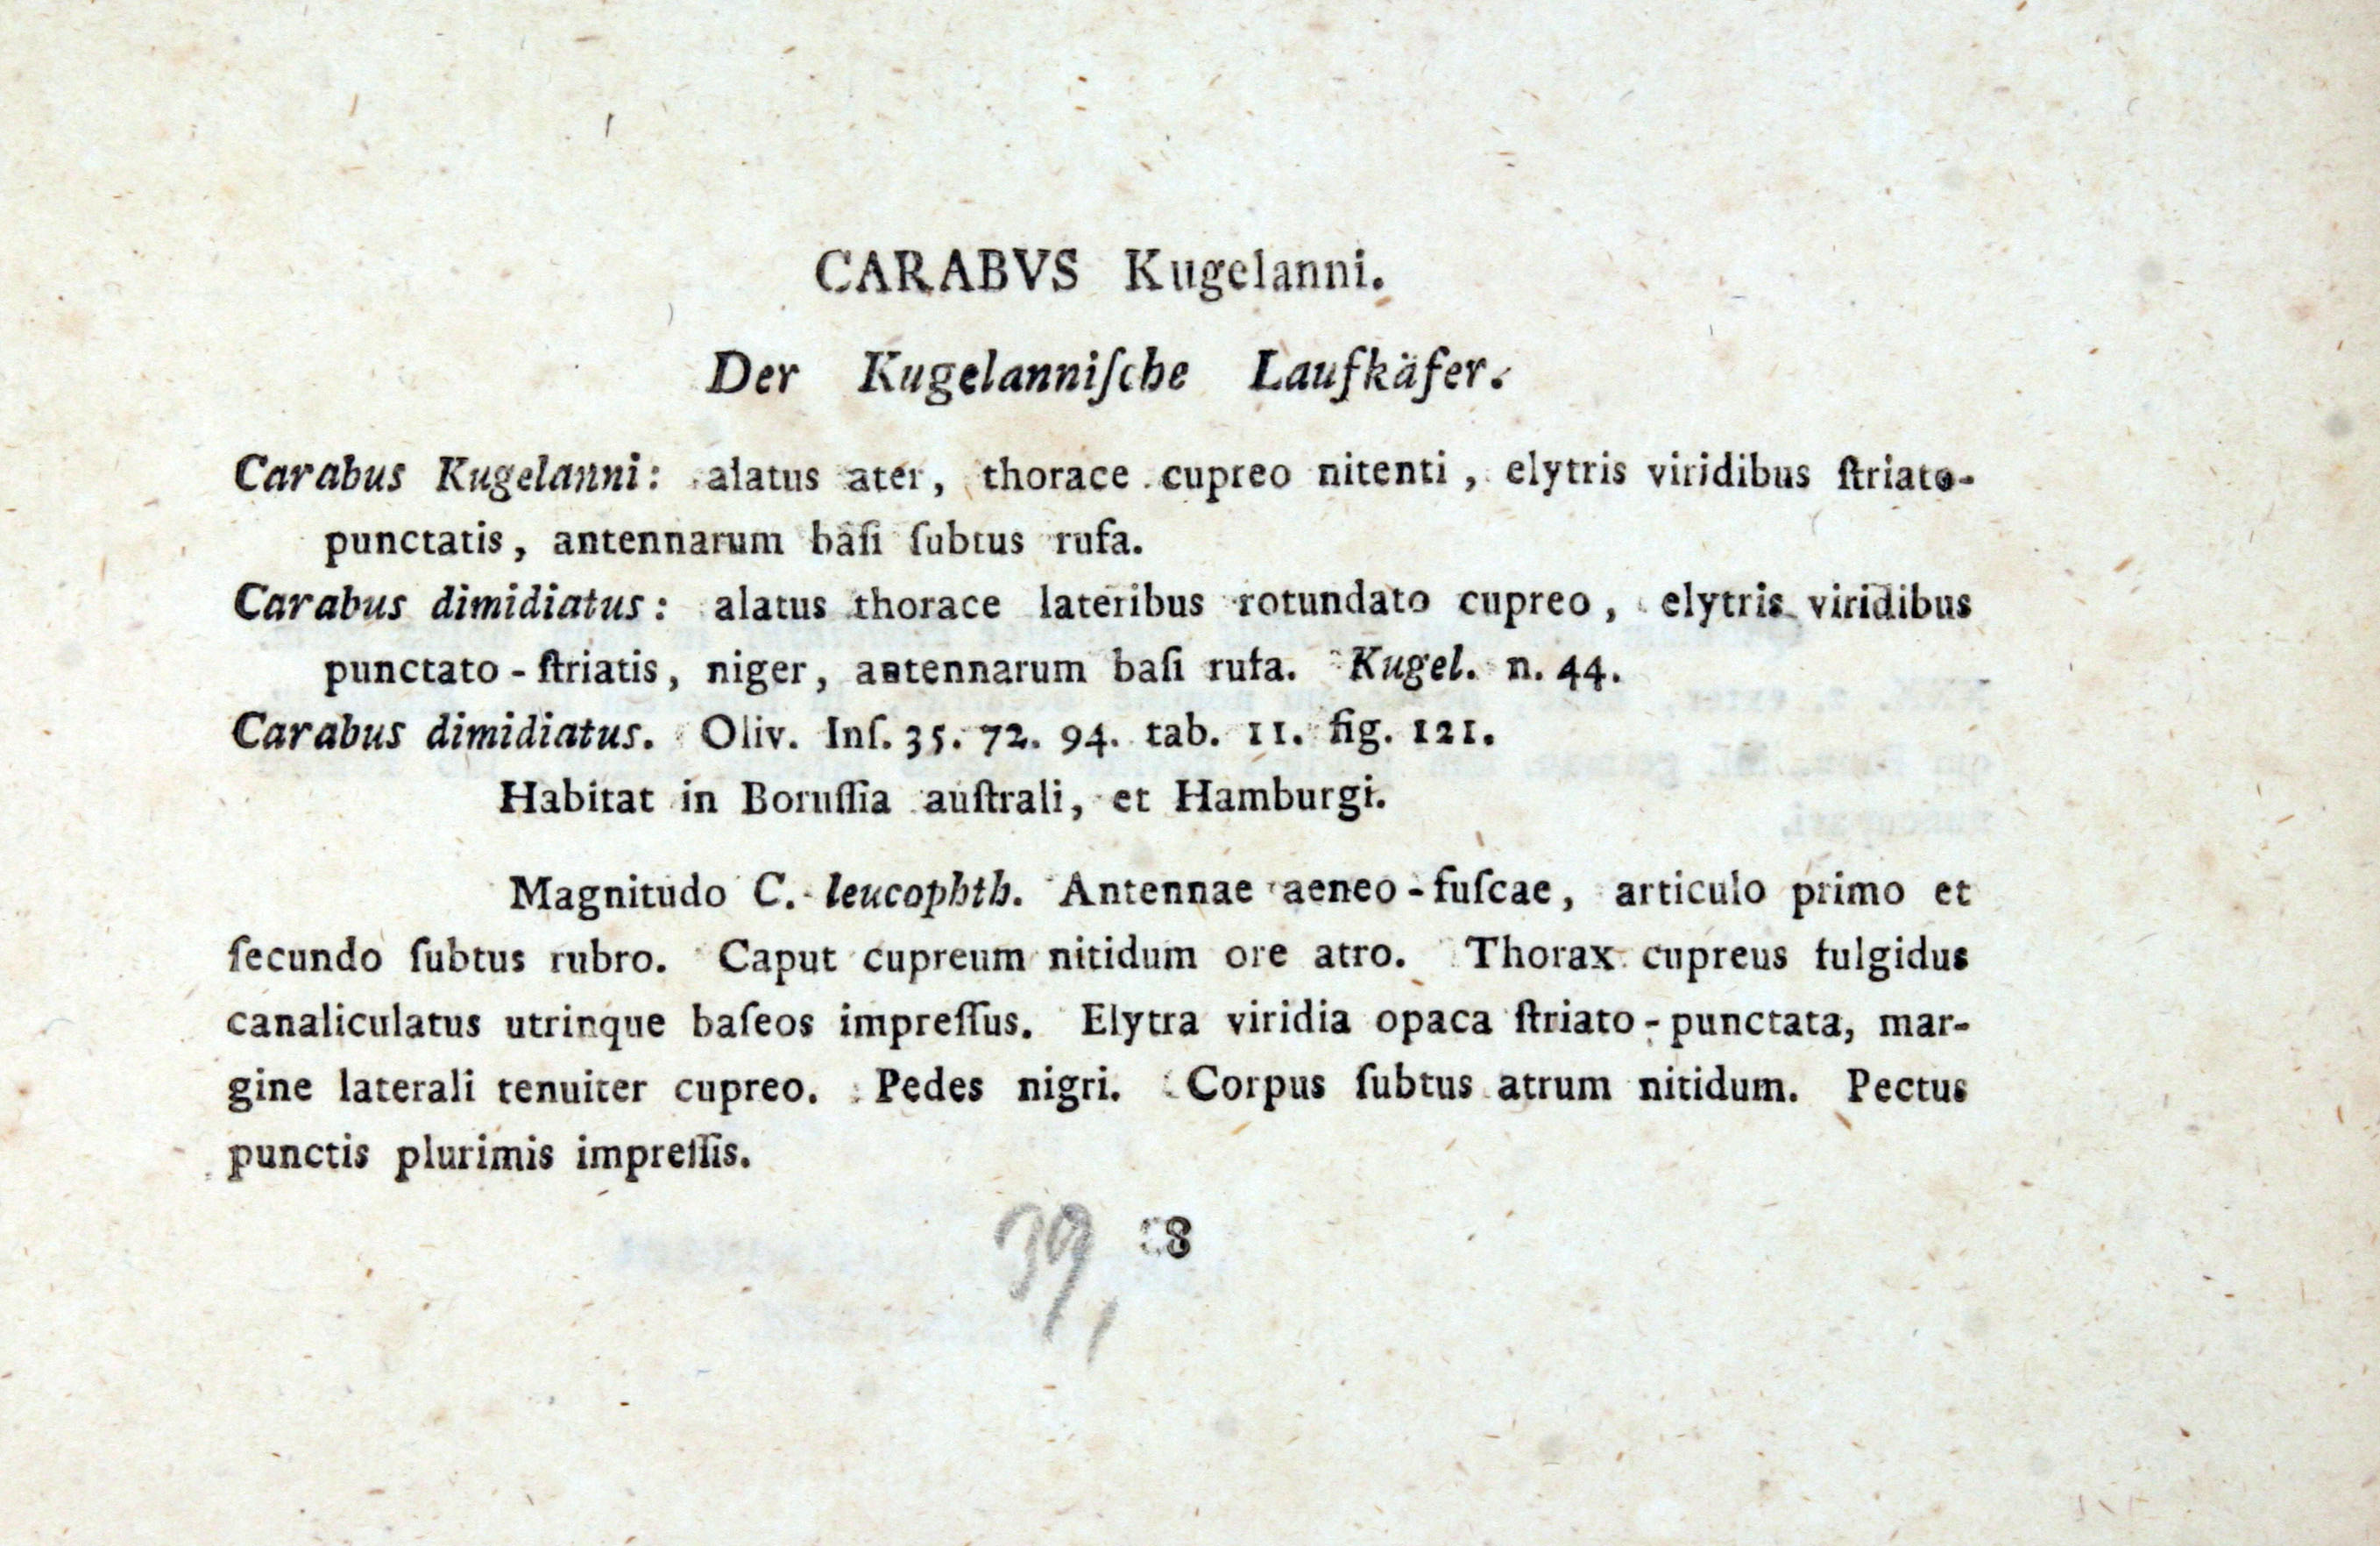 CARABVS Kugelanni.
Der Kugelanniſche Laufkäfer.
Carabus Kugelanni: alatus ater, thorace cupreo nitenti, elytris viridibus ſtriato-
punctatis, antennarum baſi ſubtus rufa.
Carabus dimidiatus: alatus thorace lateribus rotundato cupreo, elytris viridibus
punctato-ſtriatis, niger, antennarum baſi rufa. Kugel. n. 44.
Carabus dimidiatus. Oliv. Inſ. 35. 72. 94. tab. 11. fig. 121.
Habitat in Boruſſia auſtrali, et Hamburgi.
Magnitudo C. leucophth. Antennae aeneo-fuſcae, articulo primo et
ſecundo ſubtus rubro. Caput cupreum nitidum ore atro. Thorax cupreus fulgidus
canaliculatus utrinque baſeos impreſſus. Elytra viridia opaca ſtriato-punctata, mar-
gine laterali tenuiter cupreo. Pedes nigri. Corpus ſubtus atrum nitidum. Pectus
punctis plurimis impreſſis.
39, 8